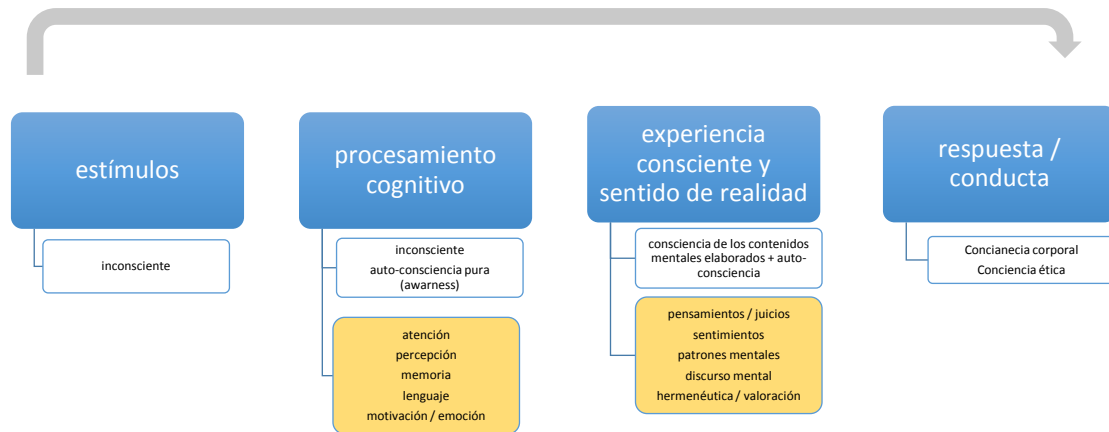 estímulos
inconsciente
procesamiento
cognitivo
inconsciente
auto-consciencia pura
(awarness)
atención
percepción
memoria
lenguaje
motivación / emoción
experiencia
consciente y
sentido de realidad
consciencia de los contenidos
mentales elaborados + auto-
consciencia
pensamientos / juicios
sentimientos
patrones mentales
discurso mental
hermenéutica / valoración
respuesta /
conducta
Concianecia corporal
Conciencia ética